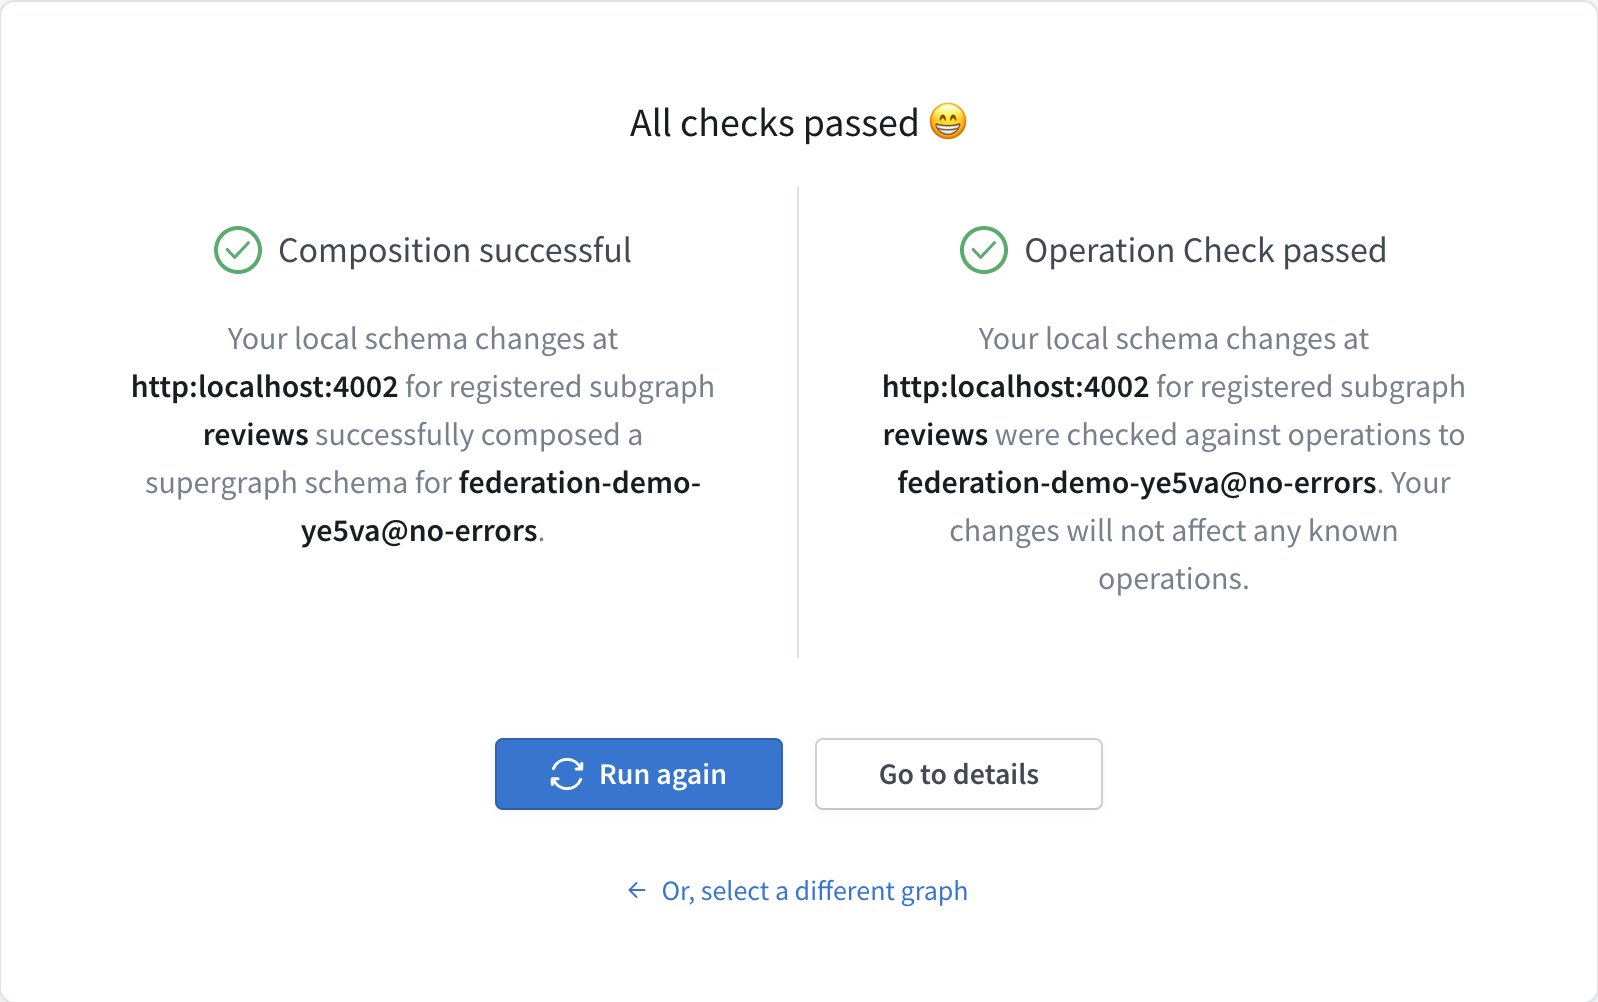 All checks passed 😁
Composition successful
Your local schema changes at
http:localhost:4002 for registered subgraph
reviews successfully composed a
supergraph schema for federation-demo-
ye5va@no-errors.
Operation Check passed
Your local schema changes at
http:localhost:4002 for registered subgraph
reviews were checked against operations to
federation-demo-ye5va@no-errors. Your
changes will not affect any known
operations.
Run again
Go to details
← Or, select a different graph